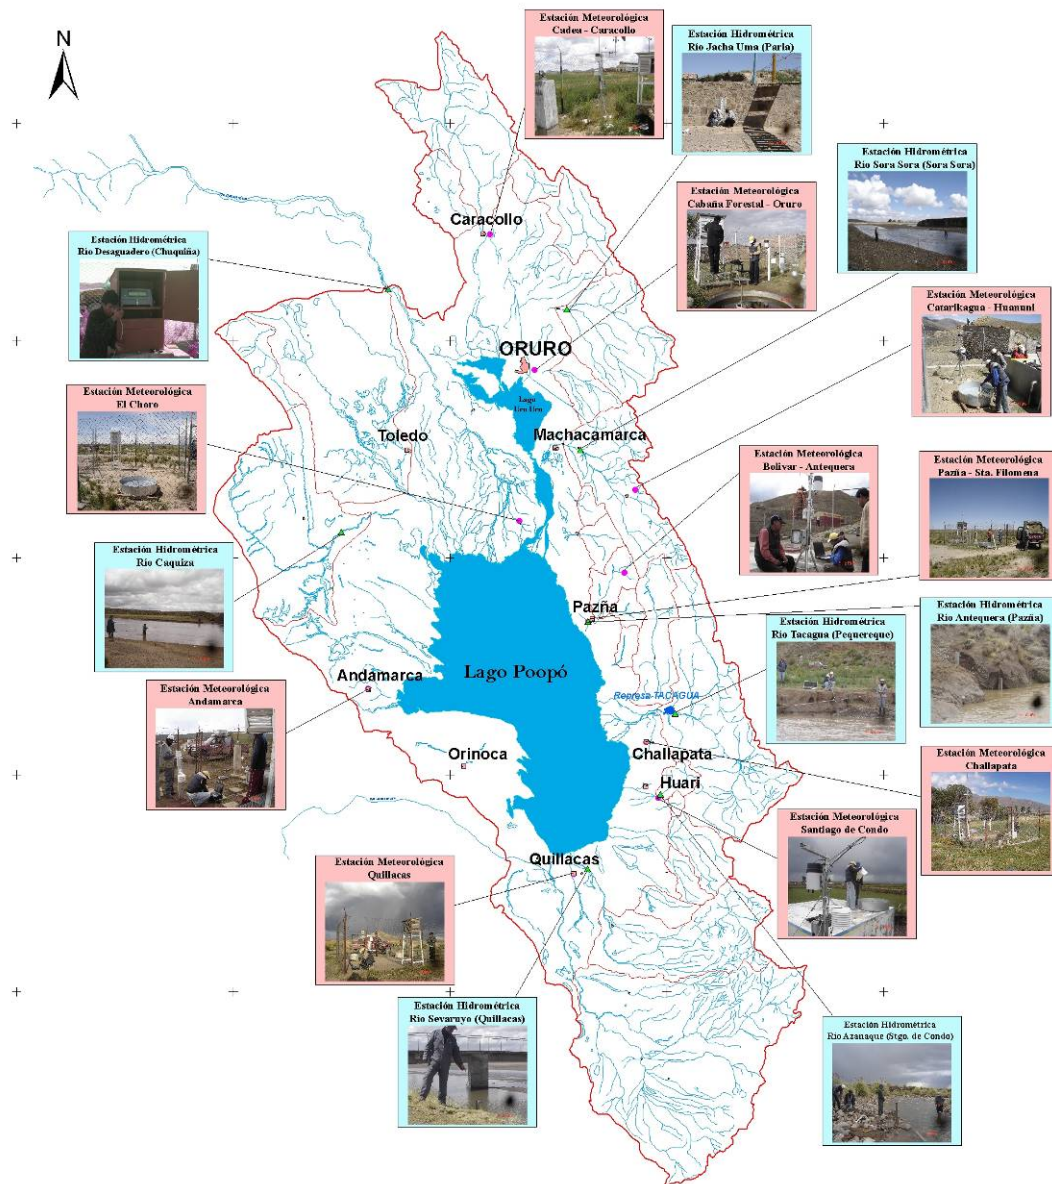 N
Estación Meteorológica
Cadea - Caracollo
Estación Hidrométrica
Río Jacha Uma (Parla)
Estación Hidrométrica
Río Sora Sora (Sora Sora)
Estación Meteorológica
Cabaña Forestal - Oruro
Caracollo
Estación Hidrométrica
Río Desaguadero (Chuquiña)
Estación Meteorológica
Catarikagua - Huanuni
ORURO
Estación Meteorológica
El Choro
Lago
Uru Uru
Toledo
Machacamarca
Estación Meteorológica
Bolivar - Antequera
Estación Meteorológica
Pazña - Sta. Filomena
Estación Hidrométrica
Río Caquiza
Pazña
Estación Hidrométrica
Río Antequera (Pazña)
Estación Hidrométrica
Río Tacagua (Pequereque)
Lago Poopó
Andamarca
Represa TACAGUA
Estación Meteorológica
Andamarca
Orinoca
Challapata
Estación Meteorológica
Challapata
Huari
Estación Meteorológica
Santiago de Condo
Quillacas
Estación Meteorológica
Quillacas
Estación Hidrométrica
Río Sevaruyo (Quillacas)
Estación Hidrométrica
Río Azanaque (Stgo. de Condo)